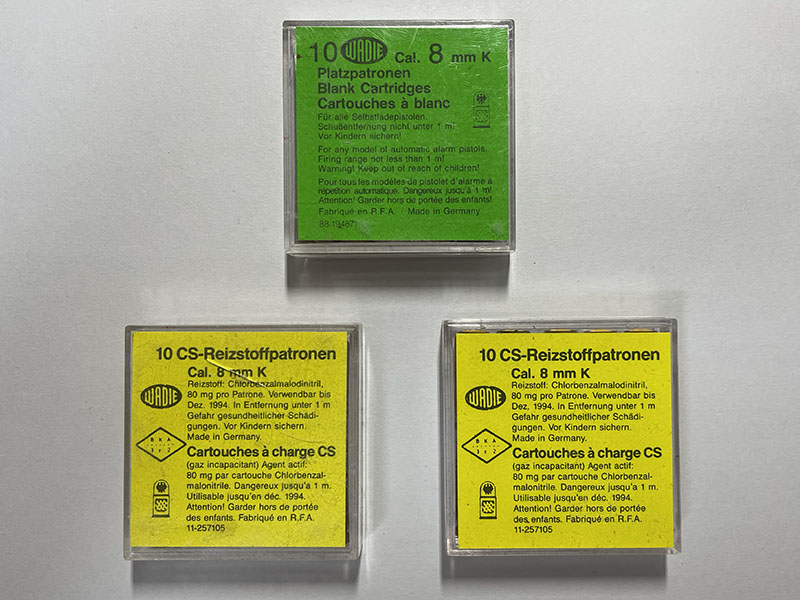 10 WADIE Cal. 8 mm K
Platzpatronen
Blank Cartridges
Cartouches à blanc
Für alle Selbstladepistolen.
Schußentfernung nicht unter 1 m!
Vor Kindern sichern!
For any model of automatic alarm pistols.
Firing range not less than 1 m!
Warning! Keep out of reach of children!
Pour tous les modèles de pistolet d'alarme à
répetition automatique. Dangereux jusqu'à 1 m!
Attention! Garder hors de portée des enfants!
Fabriqué en R.F.A. · Made in Germany
10 CS-Reizstoffpatronen
Cal. 8 mm K
WADIE
Reizstoff: Chlorbenzalmalodinitril,
80 mg pro Patrone. Verwendbar bis
Dez. 1994. In Entfernung unter 1 m
Gefahr gesundheitlicher Schädi-
gungen. Vor Kindern sichern.
Made in Germany.
BKA
Cartouches à charge CS
(gaz incapacitant) Agent actif:
80 mg par cartouche Chlorbenzal-
malonitrile. Dangereux jusqu'a 1 m.
Utilisable jusqu'en déc. 1994.
Attention! Garder hors de portée
des enfants. Fabriqué en R.F.A.
11-257105
10 CS-Reizstoffpatronen
Cal. 8 mm K
WADIE
Reizstoff: Chlorbenzalmalodinitril,
80 mg pro Patrone. Verwendbar bis
Dez. 1994. In Entfernung unter 1 m
Gefahr gesundheitlicher Schädi-
gungen. Vor Kindern sichern.
Made in Germany.
BKA
Cartouches à charge CS
(gaz incapacitant) Agent actif:
80 mg par cartouche Chlorbenzal-
malonitrile. Dangereux jusqu'a 1 m.
Utilisable jusqu'en déc. 1994.
Attention! Garder hors de portée
des enfants. Fabriqué en R.F.A.
11-257105